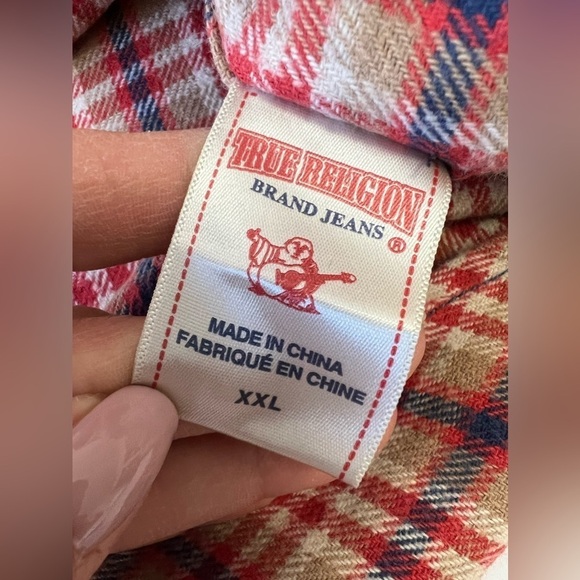 TRUE RELIGION
BRAND JEANS ®
MADE IN CHINA
FABRIQUÉ EN CHINE
XXL